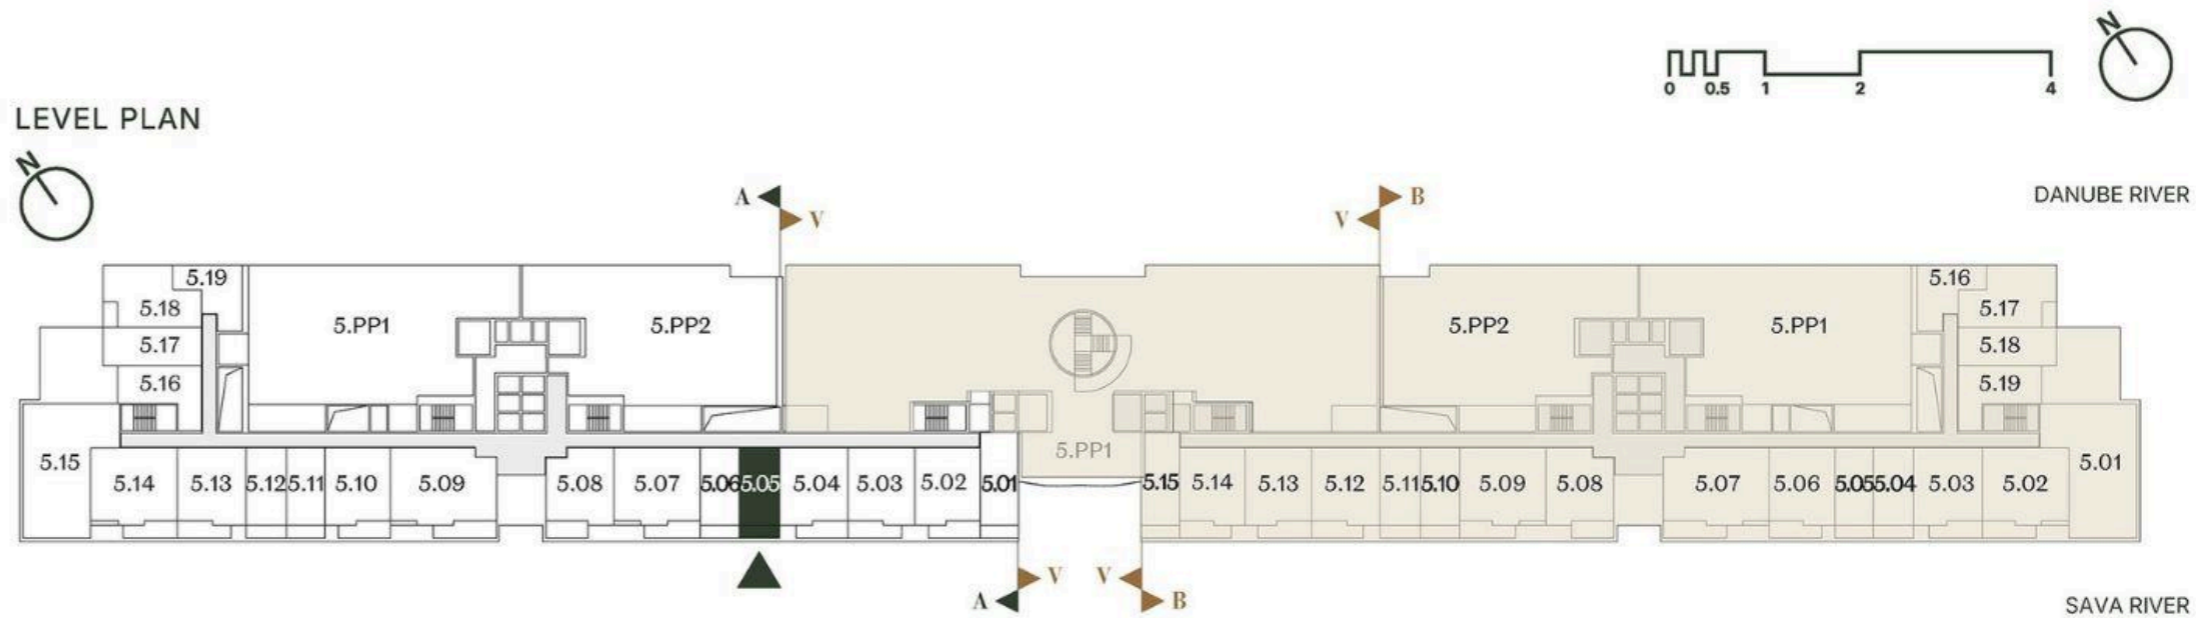 N
0 0.5 1 2 4
LEVEL PLAN
N
A V
V B
DANUBE RIVER
5.19
5.18
5.17
5.16
5.15
5.PP1
5.PP2
5.14 5.13 5.12 5.11 5.10 5.09 5.08 5.07 5.06 5.05 5.04 5.03 5.02 5.01
5.PP1
5.PP2
5.PP1
5.16
5.17
5.18
5.19
5.15 5.14 5.13 5.12 5.11 5.10 5.09 5.08 5.07 5.06 5.05 5.04 5.03 5.02
5.01
V V
A B
SAVA RIVER